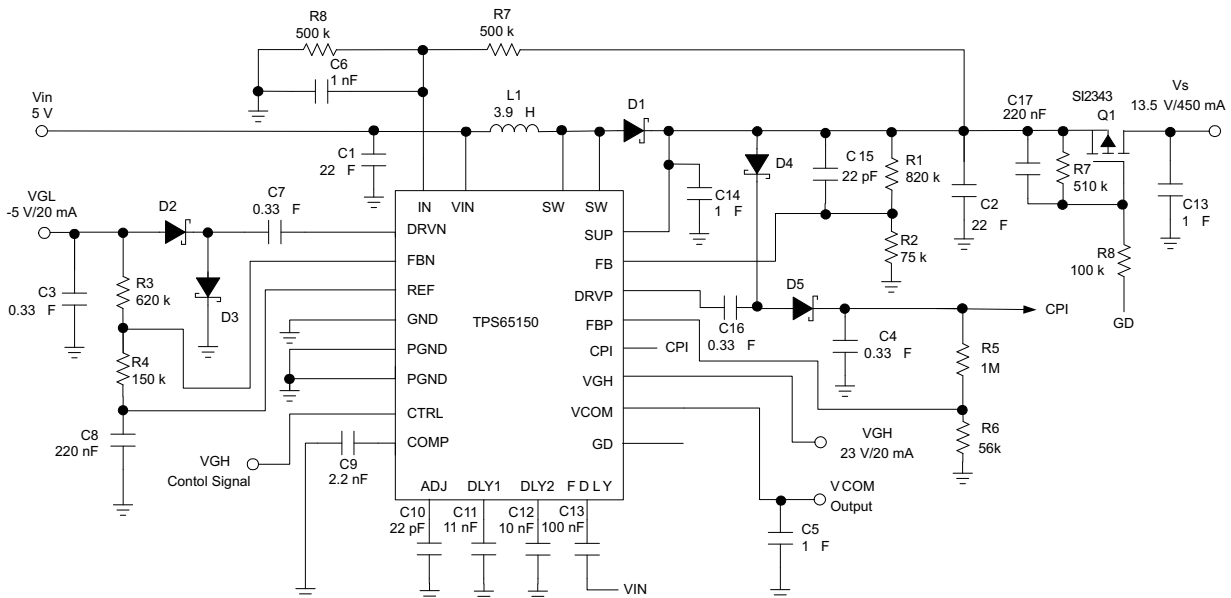 R8
500 k
R7
500 k
C6
1 nF
Vin
5 V
L1
3.9 H
D1
C17
220 nF
SI2343
Q1
Vs
13.5 V/450 mA
C1
22 F
D4
C 15
22 pF
R1
820 k
R7
510 k
C2
22 F
C14
1 F
C13
1 F
VGL
-5 V/20 mA
D2
C7
0.33 F
IN
VIN
SW
SW
DRVN
FBN
REF
GND
PGND
PGND
CTRL
COMP
TPS65150
SUP
FB
DRVP
FBP
CPI
VGH
VCOM
GD
ADJ
DLY1
DLY2
F D L Y
R2
75 k
R8
100 k
GD
D5
CPI
CPI
C3
0.33 F
R3
620 k
D3
C16
0.33 F
C4
0.33 F
R5
1M
R4
150 k
R6
56k
C8
220 nF
VGH
Contol Signal
C9
2.2 nF
VGH
23 V/20 mA
V COM
Output
C10
22 pF
C11
11 nF
C12
10 nF
C13
100 nF
C5
1 F
VIN